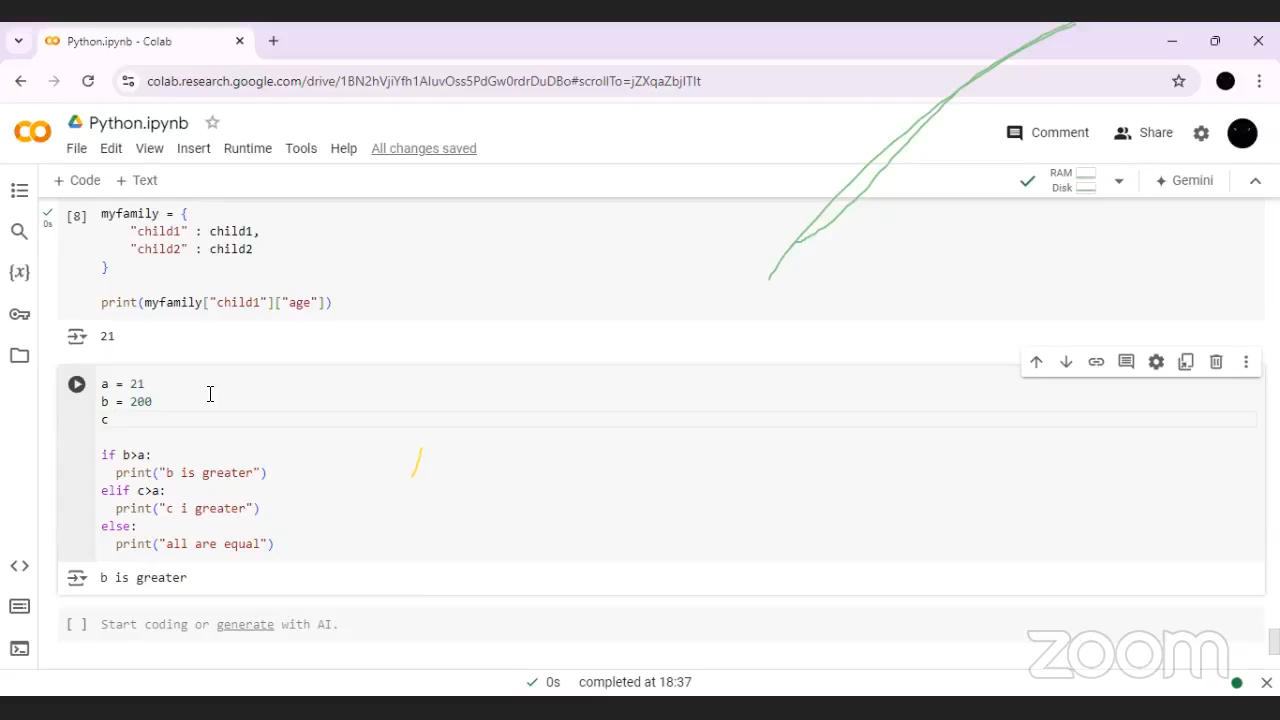 Python.ipynb - Colab
colab.research.google.com/drive/1BN2hVjiYfh1AluvOss5PdGw0rdrDuDBo#scrollTo=jZXqaZbjITlt
Python.ipynb
File Edit View Insert Runtime Tools Help All changes saved
Comment Share
+ Code + Text
RAM
Disk
Gemini
0s
[8] myfamily = {
"child1" : child1,
"child2" : child2
}
print(myfamily["child1"]["age"])
21
a = 21
b = 200
c
if b>a:
print("b is greater")
elif c>a:
print("c i greater")
else:
print("all are equal")
b is greater
[ ] Start coding or generate with AI.
zoom
0s completed at 18:37